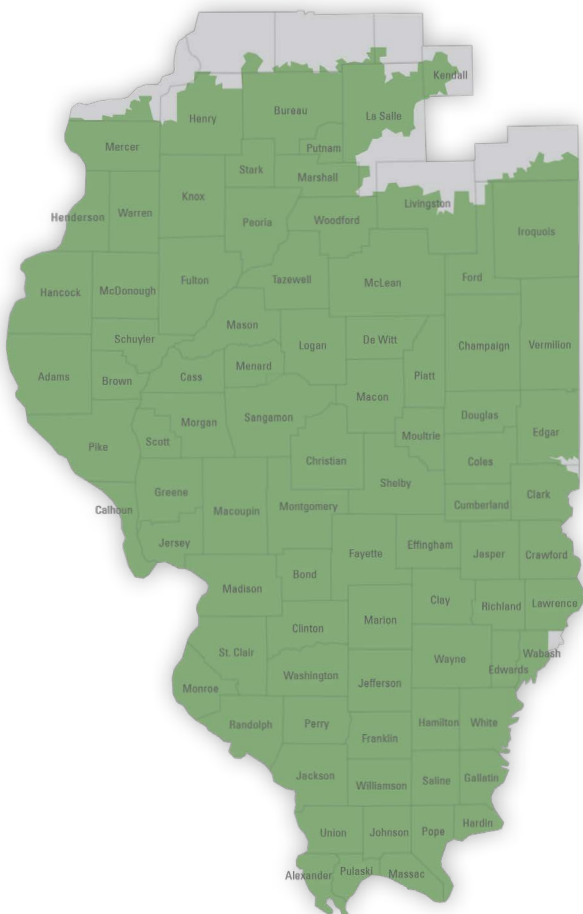 Kendall
Bureau
La Salle
Henry
Mercer
Putnam
Stark
Marshall
Knox
Henderson
Warren
Peoria
Woodford
Livingston
Iroquois
Hancock
McDonough
Fulton
Tazewell
McLean
Ford
Mason
Schuyler
Logan
De Witt
Champaign
Vermilion
Adams
Brown
Cass
Menard
Piatt
Macon
Sangamon
Morgan
Scott
Pike
Douglas
Moultrie
Edgar
Christian
Coles
Shelby
Greene
Calhoun
Macoupin
Montgomery
Cumberland
Clark
Jersey
Fayette
Effingham
Jasper
Crawford
Madison
Bond
Clay
Richland
Lawrence
Clinton
Marion
St. Clair
Wayne
Wabash
Edwards
Washington
Jefferson
Monroe
Randolph
Perry
Hamilton
White
Franklin
Jackson
Williamson
Saline
Gallatin
Union
Johnson
Pope
Hardin
Alexander
Pulaski
Massac